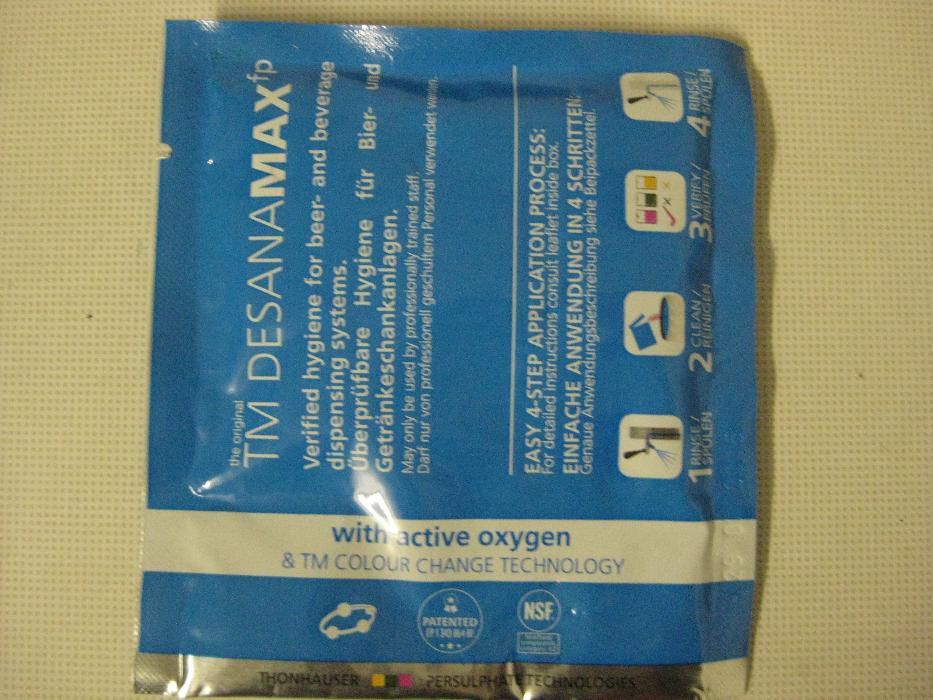 the original
TM DESANAMAXfp
Verified hygiene for beer- and beverage
dispensing systems.
Überprüfbare Hygiene für Bier- und
Getränkeschankanlagen.
May only be used by professionally trained staff.
Darf nur von professionell geschultem Personal verwendet werden.
EASY 4-STEP APPLICATION PROCESS:
For detailed instructions consult leaflet inside box.
EINFACHE ANWENDUNG IN 4 SCHRITTEN:
Genaue Anwendungsbeschreibung siehe Beipackzettel.
1 RINSE / SPÜLEN
2 CLEAN / REINIGEN
3 VERIFY / PRÜFEN
4 RINSE / SPÜLEN
with active oxygen
& TM COLOUR CHANGE TECHNOLOGY
PATENTED
NSF
THONHAUSER PERSULPHATE TECHNOLOGIES